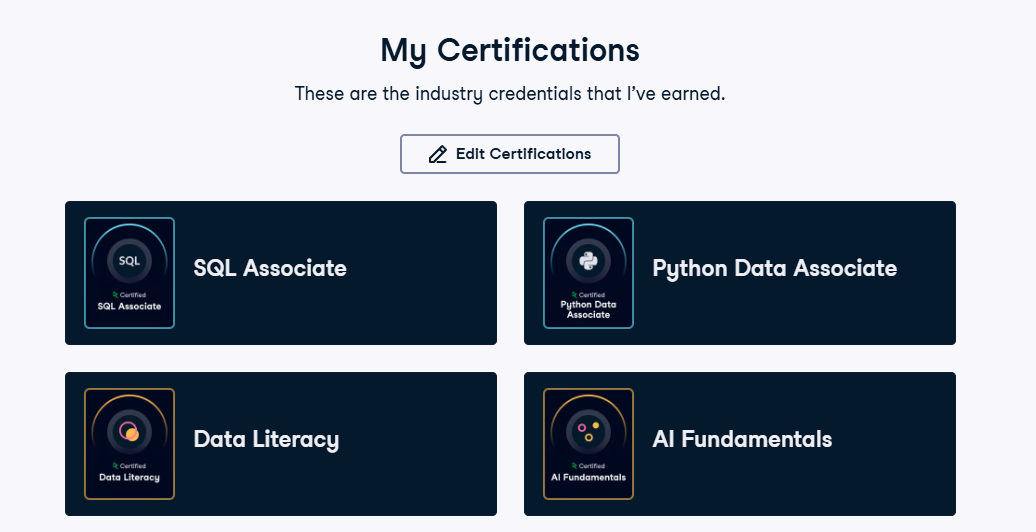 My Certifications
These are the industry credentials that I've earned.
Edit Certifications
SQL
Certified
SQL Associate
SQL Associate
Certified
Python Data
Associate
Python Data Associate
Certified
Data Literacy
Data Literacy
Certified
AI Fundamentals
AI Fundamentals